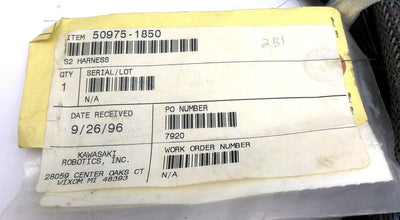 ITEM 50975-1850
2B1
S2 HARNESS
QTY SERIAL/LOT
1
N/A
DATE RECEIVED PO NUMBER
9/26/96
7920
KAWASAKI WORK ORDER NUMBER
ROBOTICS, INC.
28059 CENTER OAKS CT
WIXOM MI 48393
N/A